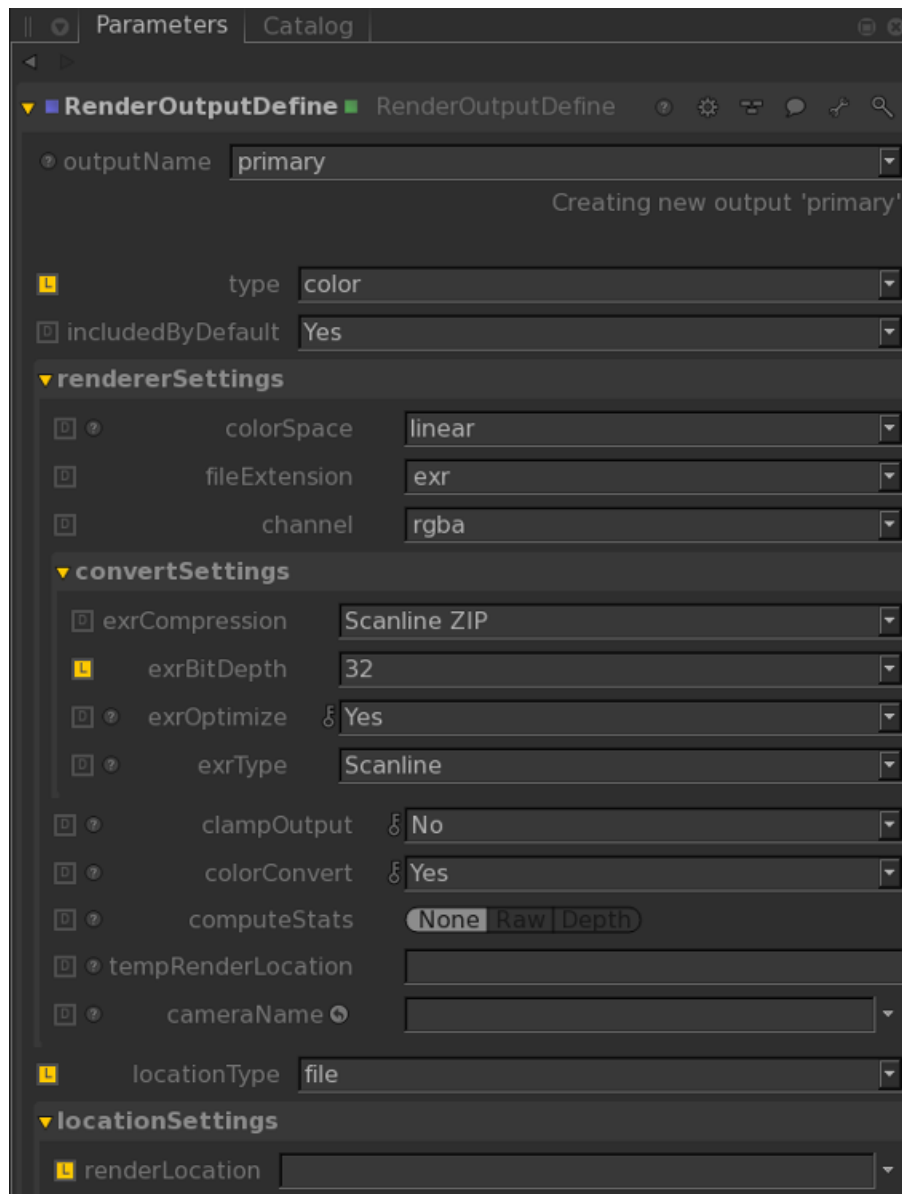 Parameters Catalog
RenderOutputDefine RenderOutputDefine
outputName primary
Creating new output 'primary'
L type color
D includedByDefault Yes
rendererSettings
D colorSpace linear
D fileExtension exr
D channel rgba
convertSettings
D exrCompression Scanline ZIP
L exrBitDepth 32
D exrOptimize Yes
D exrType Scanline
D clampOutput No
D colorConvert Yes
D computeStats None Raw Depth
D tempRenderLocation
D cameraName
L locationType file
locationSettings
L renderLocation